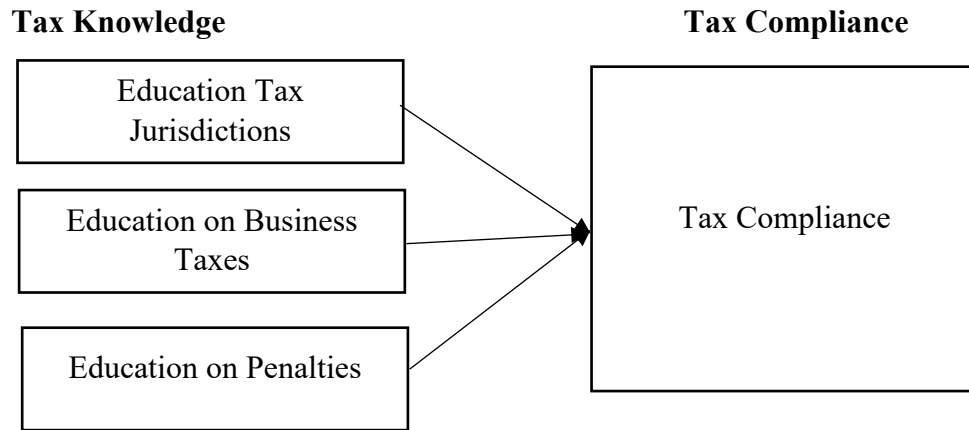 Tax Knowledge
Tax Compliance
Education Tax
Jurisdictions
Education on Business
Taxes
Education on Penalties
Tax Compliance